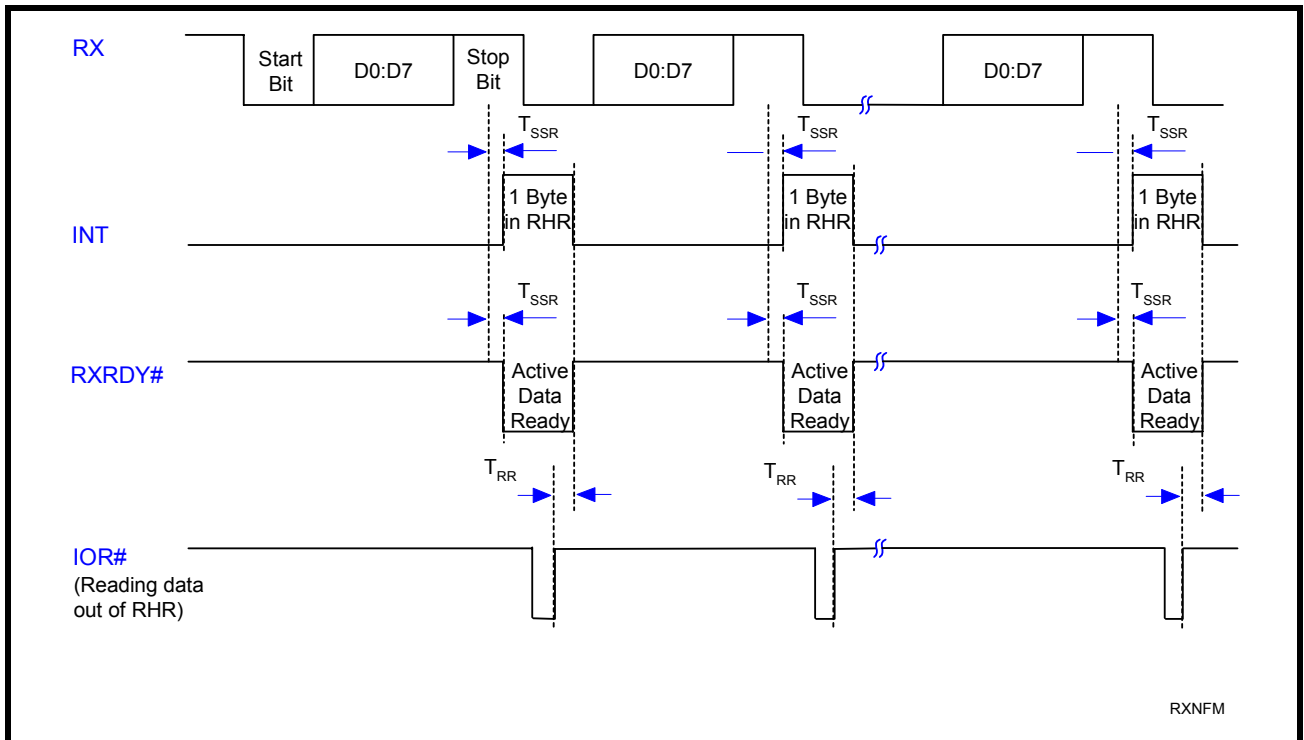 RX
Start
Bit
D0:D7
Stop
Bit
D0:D7
D0:D7
TSSR
TSSR
TSSR
1 Byte
in RHR
1 Byte
in RHR
1 Byte
in RHR
INT
TSSR
TSSR
TSSR
RXRDY#
Active
Data
Ready
Active
Data
Ready
Active
Data
Ready
TRR
TRR
TRR
IOR#
(Reading data
out of RHR)
RXNFM